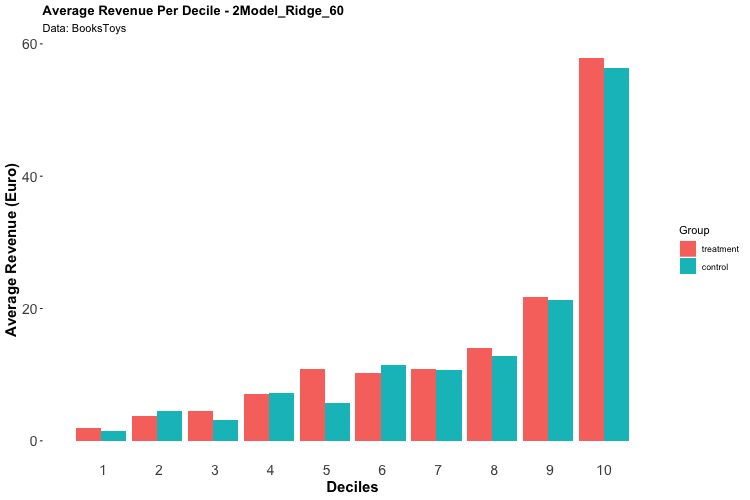 Average Revenue Per Decile - 2Model_Ridge_60
Data: BooksToys
Average Revenue (Euro)
60
40
20
0
1 2 3 4 5 6 7 8 9 10
Deciles
Group
treatment
control